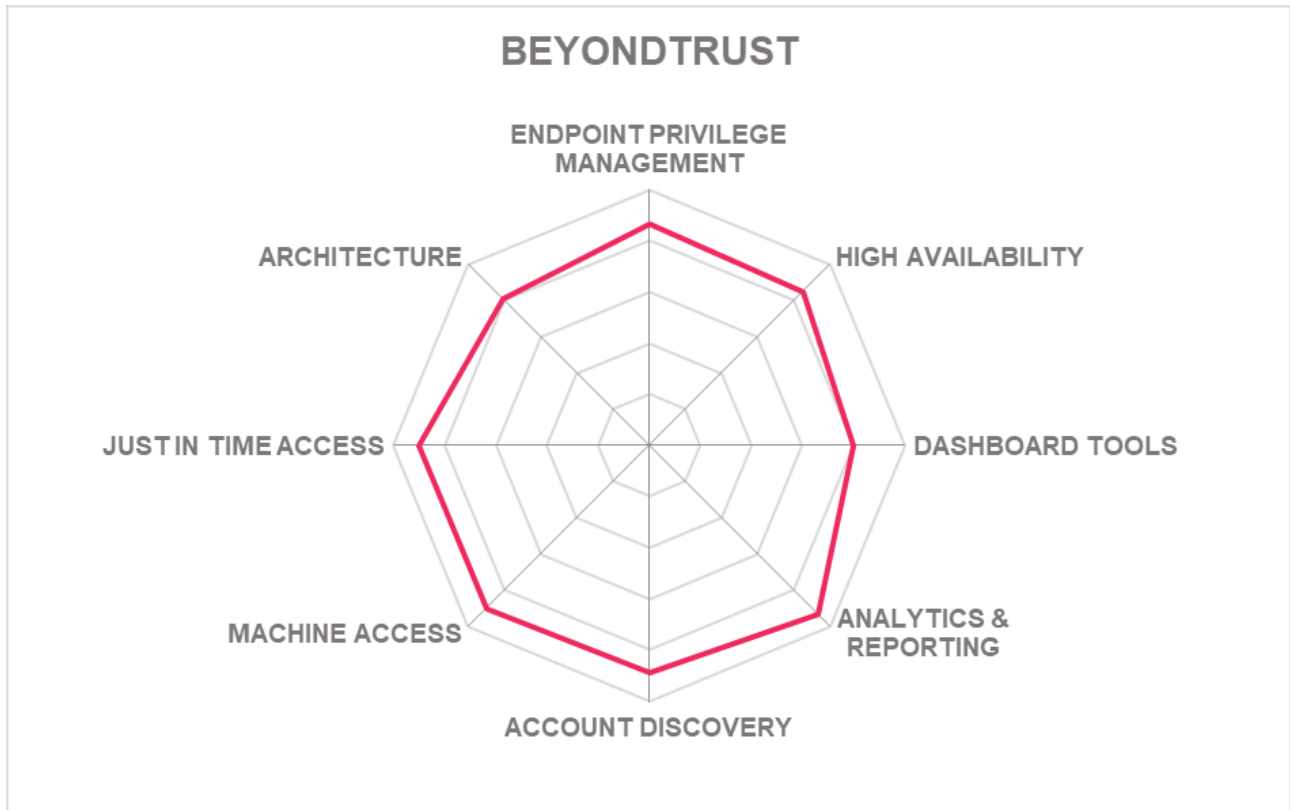 BEYONDTRUST
ENDPOINT PRIVILEGE
MANAGEMENT
ARCHITECTURE
HIGH AVAILABILITY
JUST IN TIME ACCESS
DASHBOARD TOOLS
MACHINE ACCESS
ANALYTICS &
REPORTING
ACCOUNT DISCOVERY